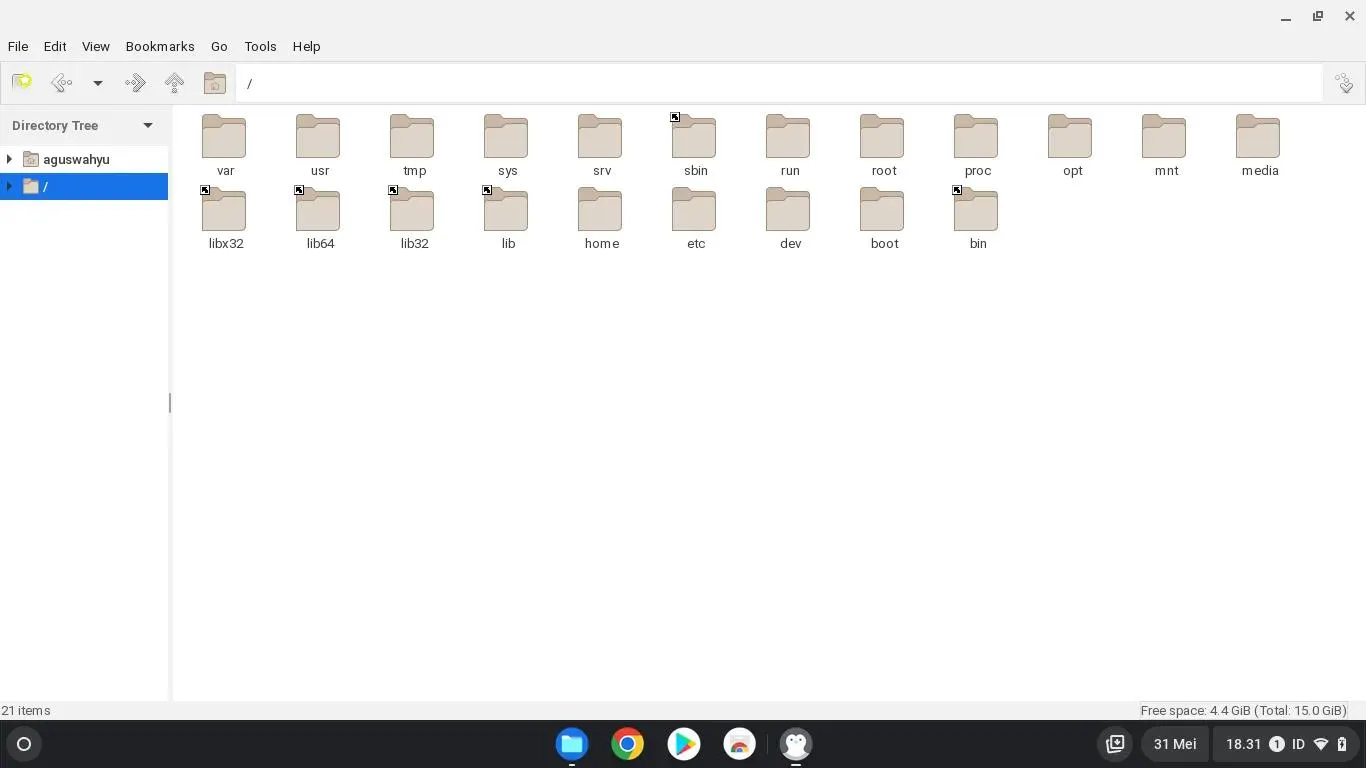 File Edit View Bookmarks Go Tools Help
/
Directory Tree
aguswahyu
/
var usr tmp sys srv sbin run root proc opt mnt media
libx32 lib64 lib32 lib home etc dev boot bin
21 items
Free space: 4.4 GiB (Total: 15.0 GiB)
31 Mei 18.31 1 ID